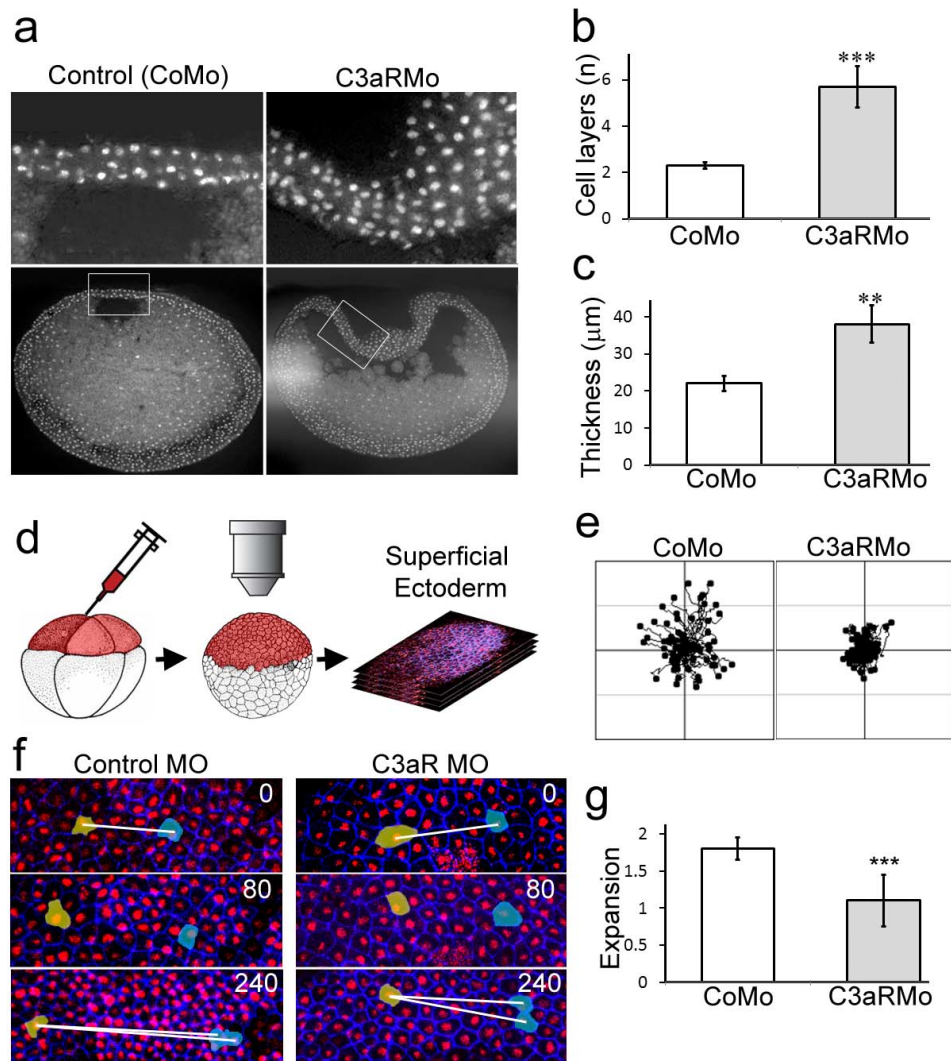 a
Control (CoMo)
C3aRMo
b
Cell layers (n)
6
4
2
0
***
CoMo
C3aRMo
c
Thickness (μm)
40
30
20
10
0
**
CoMo
C3aRMo
d
Superficial
Ectoderm
e
CoMo
C3aRMo
f
Control MO
C3aR MO
0
0
80
80
240
240
g
Expansion
2
1.5
1
0.5
0
***
CoMo
C3aRMo